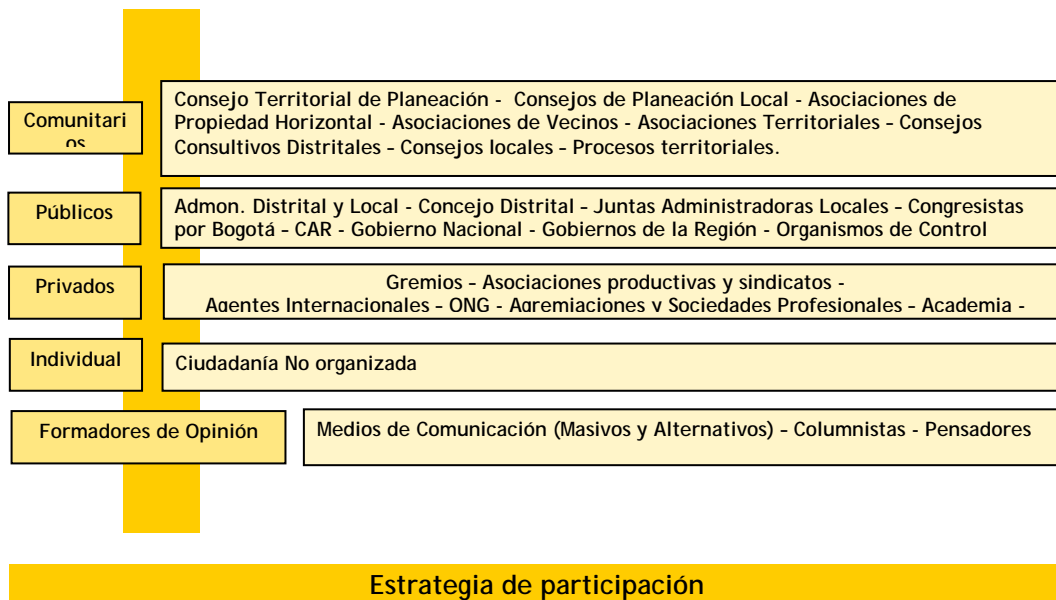 Comunitari
os
Consejo Territorial de Planeación - Consejos de Planeación Local - Asociaciones de
Propiedad Horizontal - Asociaciones de Vecinos - Asociaciones Territoriales – Consejos
Consultivos Distritales – Consejos locales – Procesos territoriales.
Públicos
Admon. Distrital y Local - Concejo Distrital – Juntas Administradoras Locales – Congresistas
por Bogotá – CAR - Gobierno Nacional - Gobiernos de la Región - Organismos de Control
Privados
Gremios – Asociaciones productivas y sindicatos -
Agentes Internacionales – ONG - Agremiaciones y Sociedades Profesionales – Academia -
Individual
Ciudadanía No organizada
Formadores de Opinión
Medios de Comunicación (Masivos y Alternativos) – Columnistas - Pensadores
Estrategia de participación